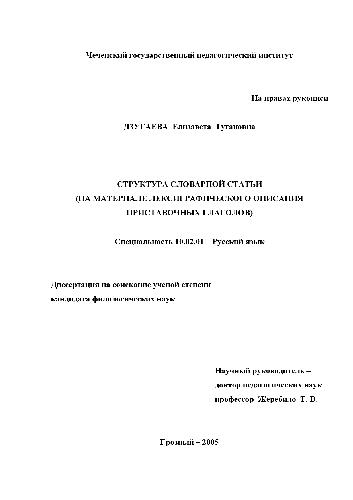 Чеченский государственный педагогический институт
На правах рукописи
ДЗУГАЕВА Елизавета Тугановна
СТРУКТУРА СЛОВАРНОЙ СТАТЬИ
(НА МАТЕРИАЛЕ ЛЕКСИГРАФИЧЕСКОГО ОПИСАНИЯ
ПРИСТАВОЧНЫХ ГЛАГОЛОВ)
Специальность 10.02.01 – Русский язык
Диссертация на соискание ученой степени
кандидата филологических наук
Научный руководитель –
доктор педагогических наук
профессор Жеребило Т. В.
Грозный – 2005